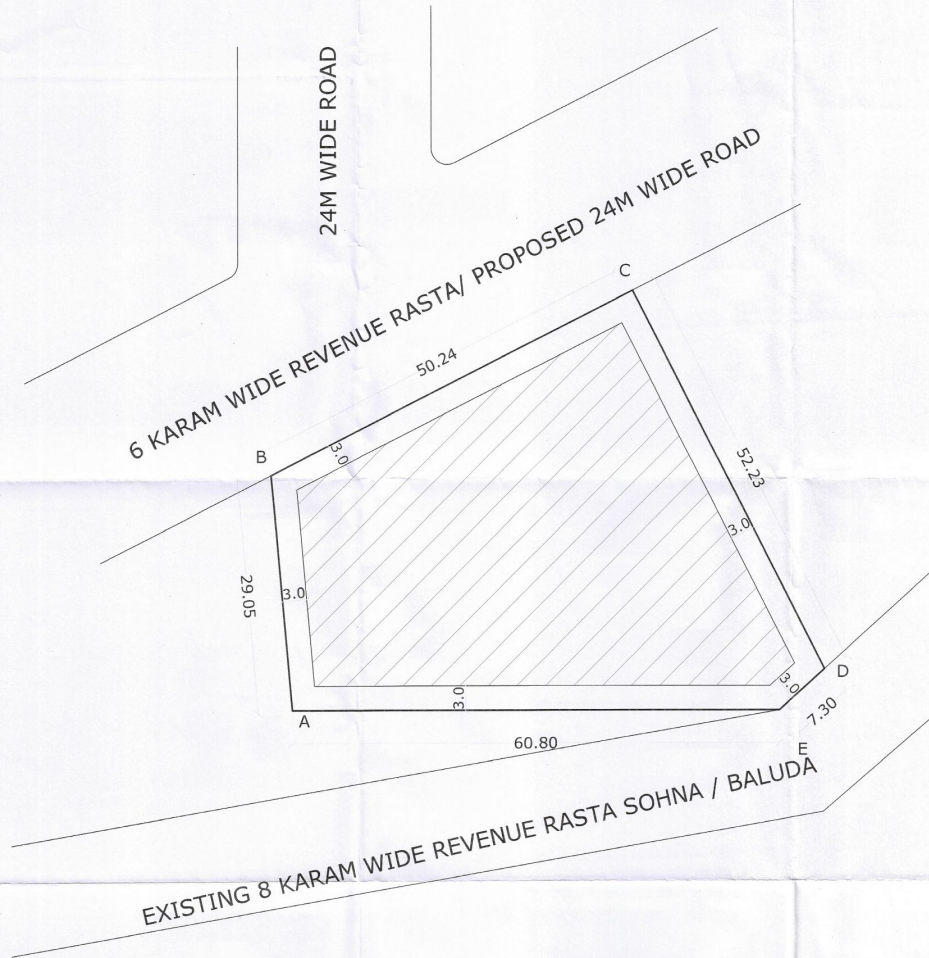 24M WIDE ROAD
6 KARAM WIDE REVENUE RASTA/ PROPOSED 24M WIDE ROAD
C
50.24
B
3.0
52.23
3.0
29.05
3.0
D
3.0
3.0
A
7.30
60.80
E
EXISTING 8 KARAM WIDE REVENUE RASTA SOHNA / BALUDA